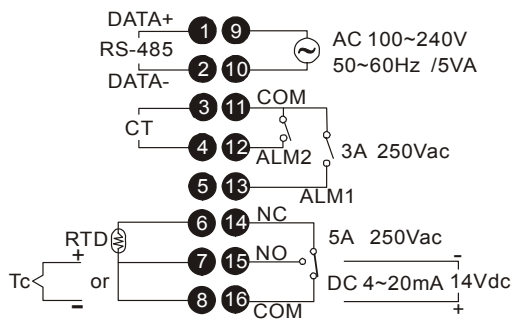 DATA+ 1 9
RS-485 AC 100~240V
DATA- 2 10 50~60Hz /5VA
3 11 COM
CT
4 12 ALM2 3A 250Vac
5 13 ALM1
6 14 NC
RTD 5A 250Vac
+ 7 15 NO -
Tc or DC 4~20mA 14Vdc
- 8 16 COM +